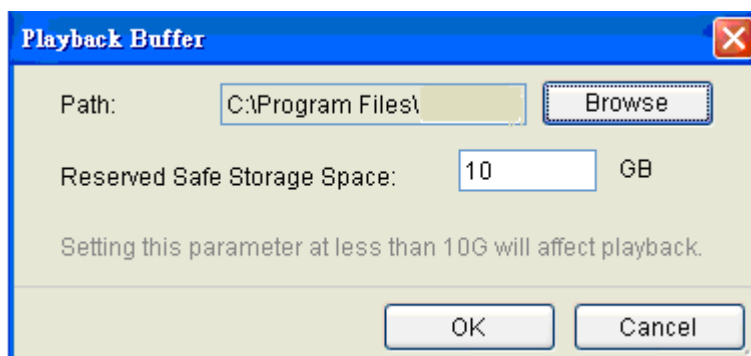 Playback Buffer
Path: C:\Program Files\ Browse
Reserved Safe Storage Space: 10 GB
Setting this parameter at less than 10G will affect playback.
OK Cancel